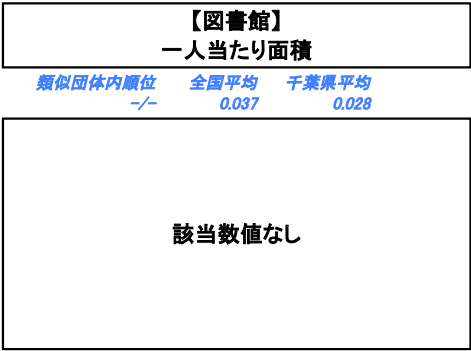 【図書館】
一人当たり面積
類似団体内順位 全国平均 千葉県平均
-/- 0.037 0.028
該当数値なし